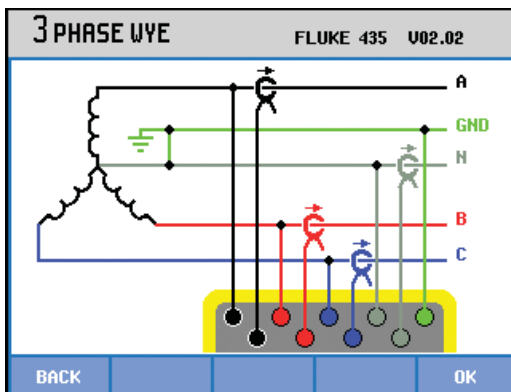 3 PHASE WYE
FLUKE 435 V02.02
A
GND
N
B
C
BACK
OK